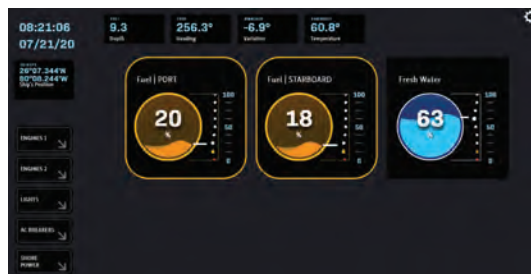 08:21:06
07/21/20
9.3
Depth
256.3°
Heading
-6.9°
Variation
60.8°
Temperature
26°07.344'N
80°08.244'W
Ship's Position
ENGINES 1
ENGINES 2
LIGHTS
AC BREAKERS
SHORE
POWER
Fuel | PORT
20
%
100
50
0
Fuel | STARBOARD
18
%
100
50
0
Fresh Water
63
%
100
50
0